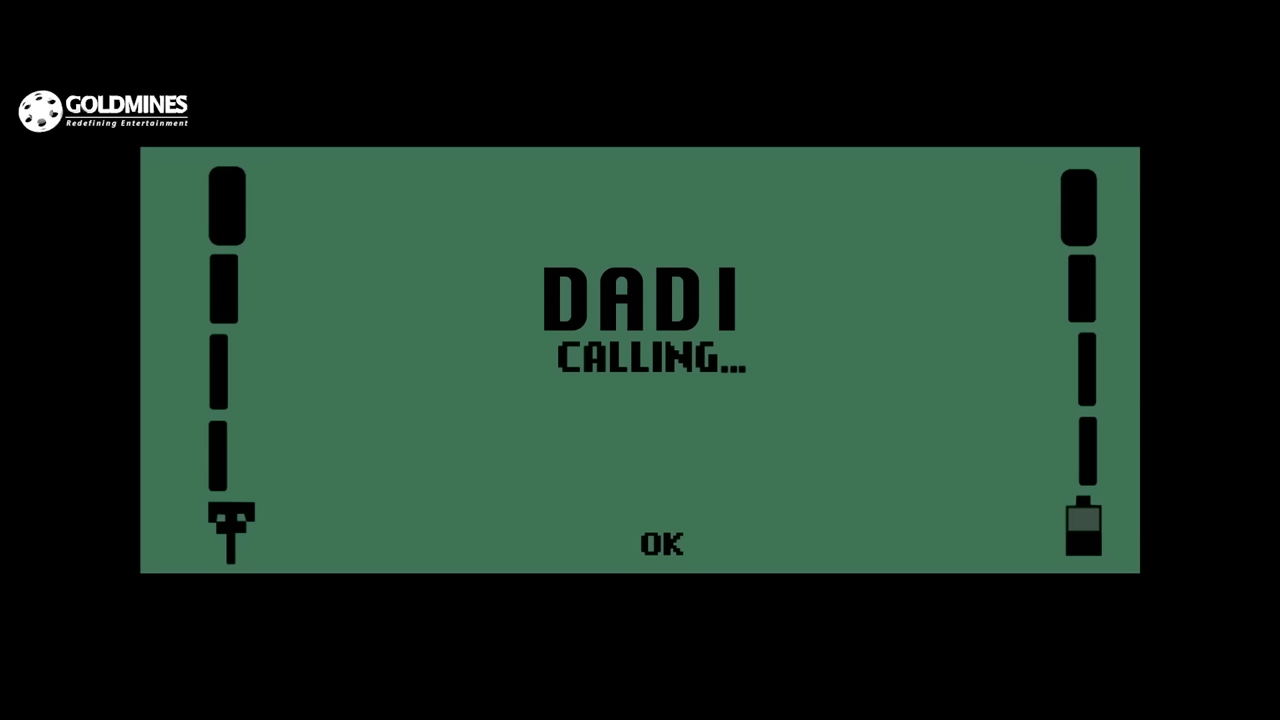 GOLDMINES
Redefining Entertainment
DADI
CALLING...
OK